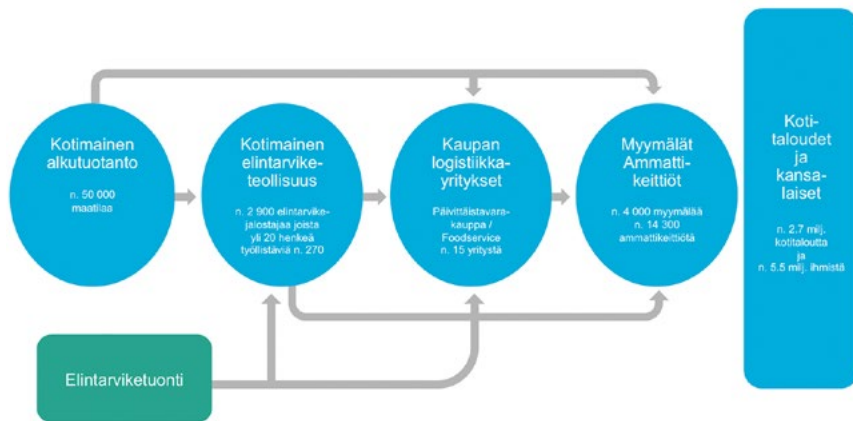 Kotimainen
alkutuotanto
n. 50 000
maatilaa
Kotimainen
elintarvike-
teollisuus
n. 2 900 elintarvike-
jalostajaa joista
yli 20 henkeä
työllistäviä n. 270
Kaupan
logistiikka-
yritykset
Päivittäistavara-
kauppa /
Foodservice
n. 15 yritystä
Myymälät
Ammatti-
keittiöt
n. 4 000 myymälää
n. 14 300
ammattikeittiötä
Koti-
taloudet
ja
kansa-
laiset
n. 2.7 milj.
kotitaloutta
ja
n. 5.5 milj. ihmistä
Elintarviketuonti